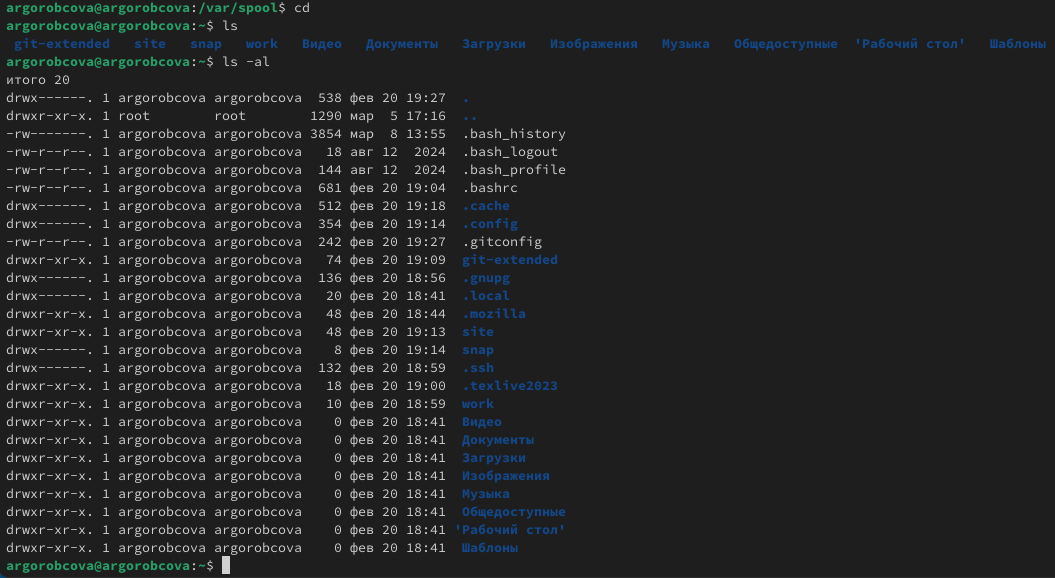 argorobcova@argorobcova:/var/spool$ cd
argorobcova@argorobcova:~$ ls
 git-extended   site   snap   work   Видео   Документы   Загрузки   Изображения   Музыка   Общедоступные  'Рабочий стол'   Шаблоны
argorobcova@argorobcova:~$ ls -al
итого 20
drwx------. 1 argorobcova argorobcova  538 фев 20 19:27  .
drwxr-xr-x. 1 root        root        1290 мар  5 17:16  ..
-rw-------. 1 argorobcova argorobcova 3854 мар  8 13:55  .bash_history
-rw-r--r--. 1 argorobcova argorobcova   18 авг 12  2024  .bash_logout
-rw-r--r--. 1 argorobcova argorobcova  144 авг 12  2024  .bash_profile
-rw-r--r--. 1 argorobcova argorobcova  681 фев 20 19:04  .bashrc
drwx------. 1 argorobcova argorobcova  512 фев 20 19:18  .cache
drwx------. 1 argorobcova argorobcova  354 фев 20 19:14  .config
-rw-r--r--. 1 argorobcova argorobcova  242 фев 20 19:27  .gitconfig
drwxr-xr-x. 1 argorobcova argorobcova   74 фев 20 19:09  git-extended
drwx------. 1 argorobcova argorobcova  136 фев 20 18:56  .gnupg
drwx------. 1 argorobcova argorobcova   20 фев 20 18:41  .local
drwxr-xr-x. 1 argorobcova argorobcova   48 фев 20 18:44  .mozilla
drwxr-xr-x. 1 argorobcova argorobcova   48 фев 20 19:13  site
drwx------. 1 argorobcova argorobcova    8 фев 20 19:14  snap
drwx------. 1 argorobcova argorobcova  132 фев 20 18:59  .ssh
drwxr-xr-x. 1 argorobcova argorobcova   18 фев 20 19:00  .texlive2023
drwxr-xr-x. 1 argorobcova argorobcova   10 фев 20 18:59  work
drwxr-xr-x. 1 argorobcova argorobcova    0 фев 20 18:41  Видео
drwxr-xr-x. 1 argorobcova argorobcova    0 фев 20 18:41  Документы
drwxr-xr-x. 1 argorobcova argorobcova    0 фев 20 18:41  Загрузки
drwxr-xr-x. 1 argorobcova argorobcova    0 фев 20 18:41  Изображения
drwxr-xr-x. 1 argorobcova argorobcova    0 фев 20 18:41  Музыка
drwxr-xr-x. 1 argorobcova argorobcova    0 фев 20 18:41  Общедоступные
drwxr-xr-x. 1 argorobcova argorobcova    0 фев 20 18:41 'Рабочий стол'
drwxr-xr-x. 1 argorobcova argorobcova    0 фев 20 18:41  Шаблоны
argorobcova@argorobcova:~$